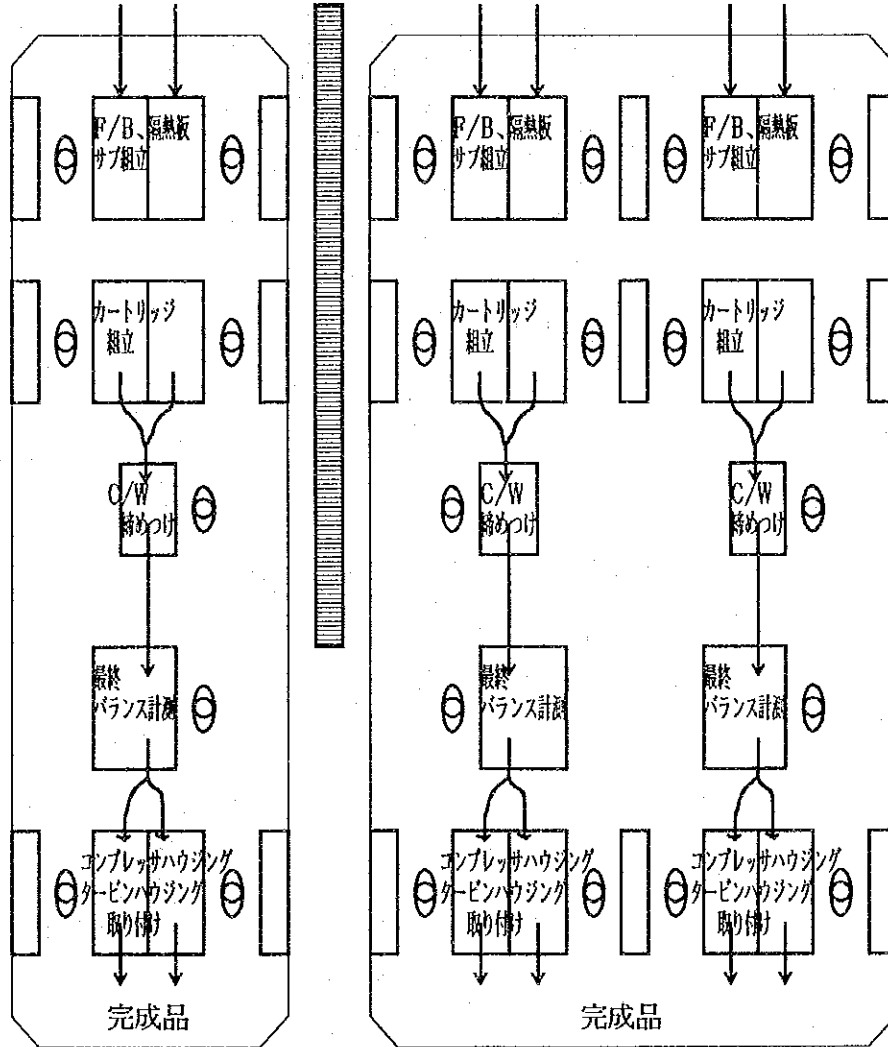 F/B、
サブ組立
隔熱板
F/B、
サブ組立
隔熱板
F/B、
サブ組立
隔熱板
カートリッジ
組立
カートリッジ
組立
カートリッジ
組立
C/W
締めつけ
C/W
締めつけ
C/W
締めつけ
最終
バランス計測
最終
バランス計測
最終
バランス計測
コンプレッサハウジング
タービンハウジング
取り付け
コンプレッサハウジング
タービンハウジング
取り付け
コンプレッサハウジング
タービンハウジング
取り付け
完成品
完成品